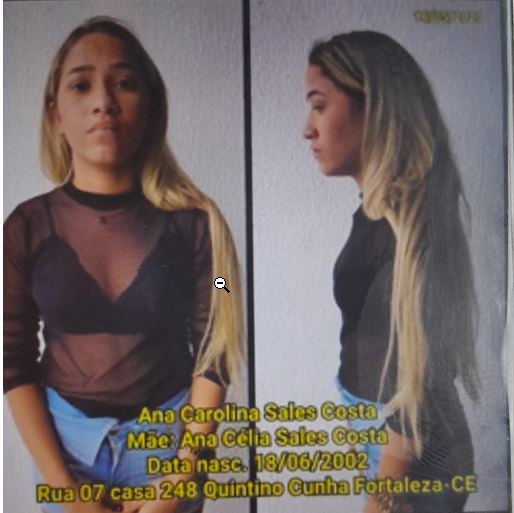 Ana Carolina Sales Costa
Mãe: Ana Célia Sales Costa
Data nasc. 18/06/2002
Rua 07 casa 248 Quintino Cunha Fortaleza-CE